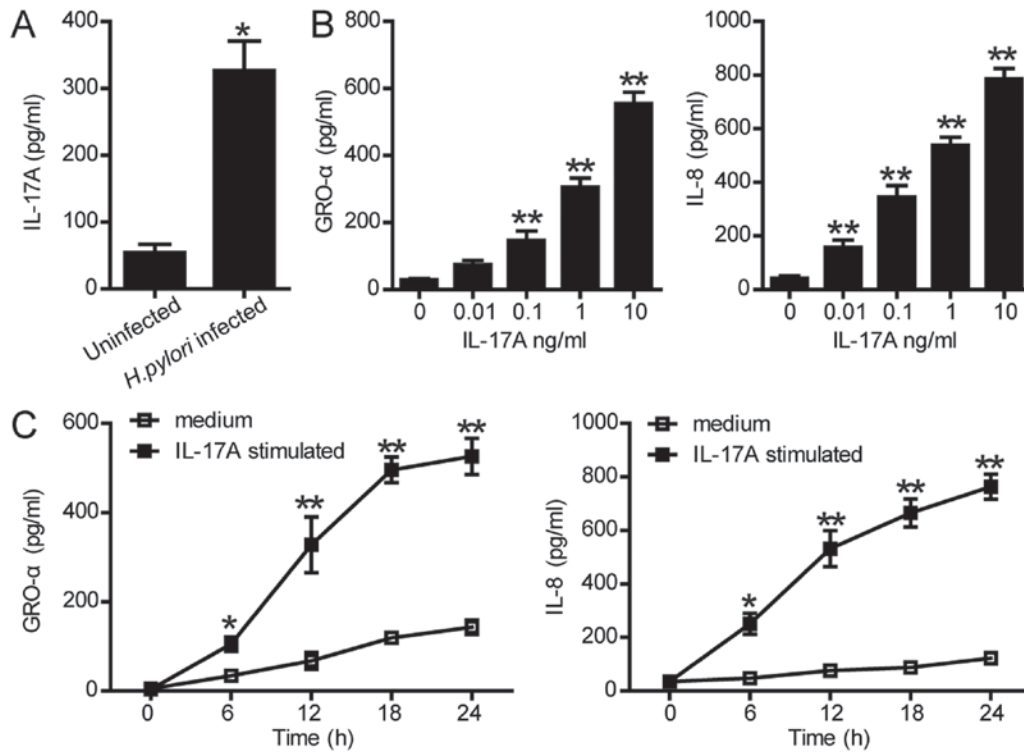 A
IL-17A (pg/ml)
400
300
200
100
0
*
Uninfected
H.pylori infected
B
GRO-α (pg/ml)
800
600
400
200
0
**
**
**
0 0.01 0.1 1 10
IL-17A ng/ml
IL-8 (pg/ml)
1000
800
600
400
200
0
**
**
**
**
0 0.01 0.1 1 10
IL-17A ng/ml
C
medium
IL-17A stimulated
GRO-α (pg/ml)
600
400
200
0
*
**
**
**
0 6 12 18 24
Time (h)
medium
IL-17A stimulated
IL-8 (pg/ml)
1000
800
600
400
200
0
*
**
**
**
0 6 12 18 24
Time (h)